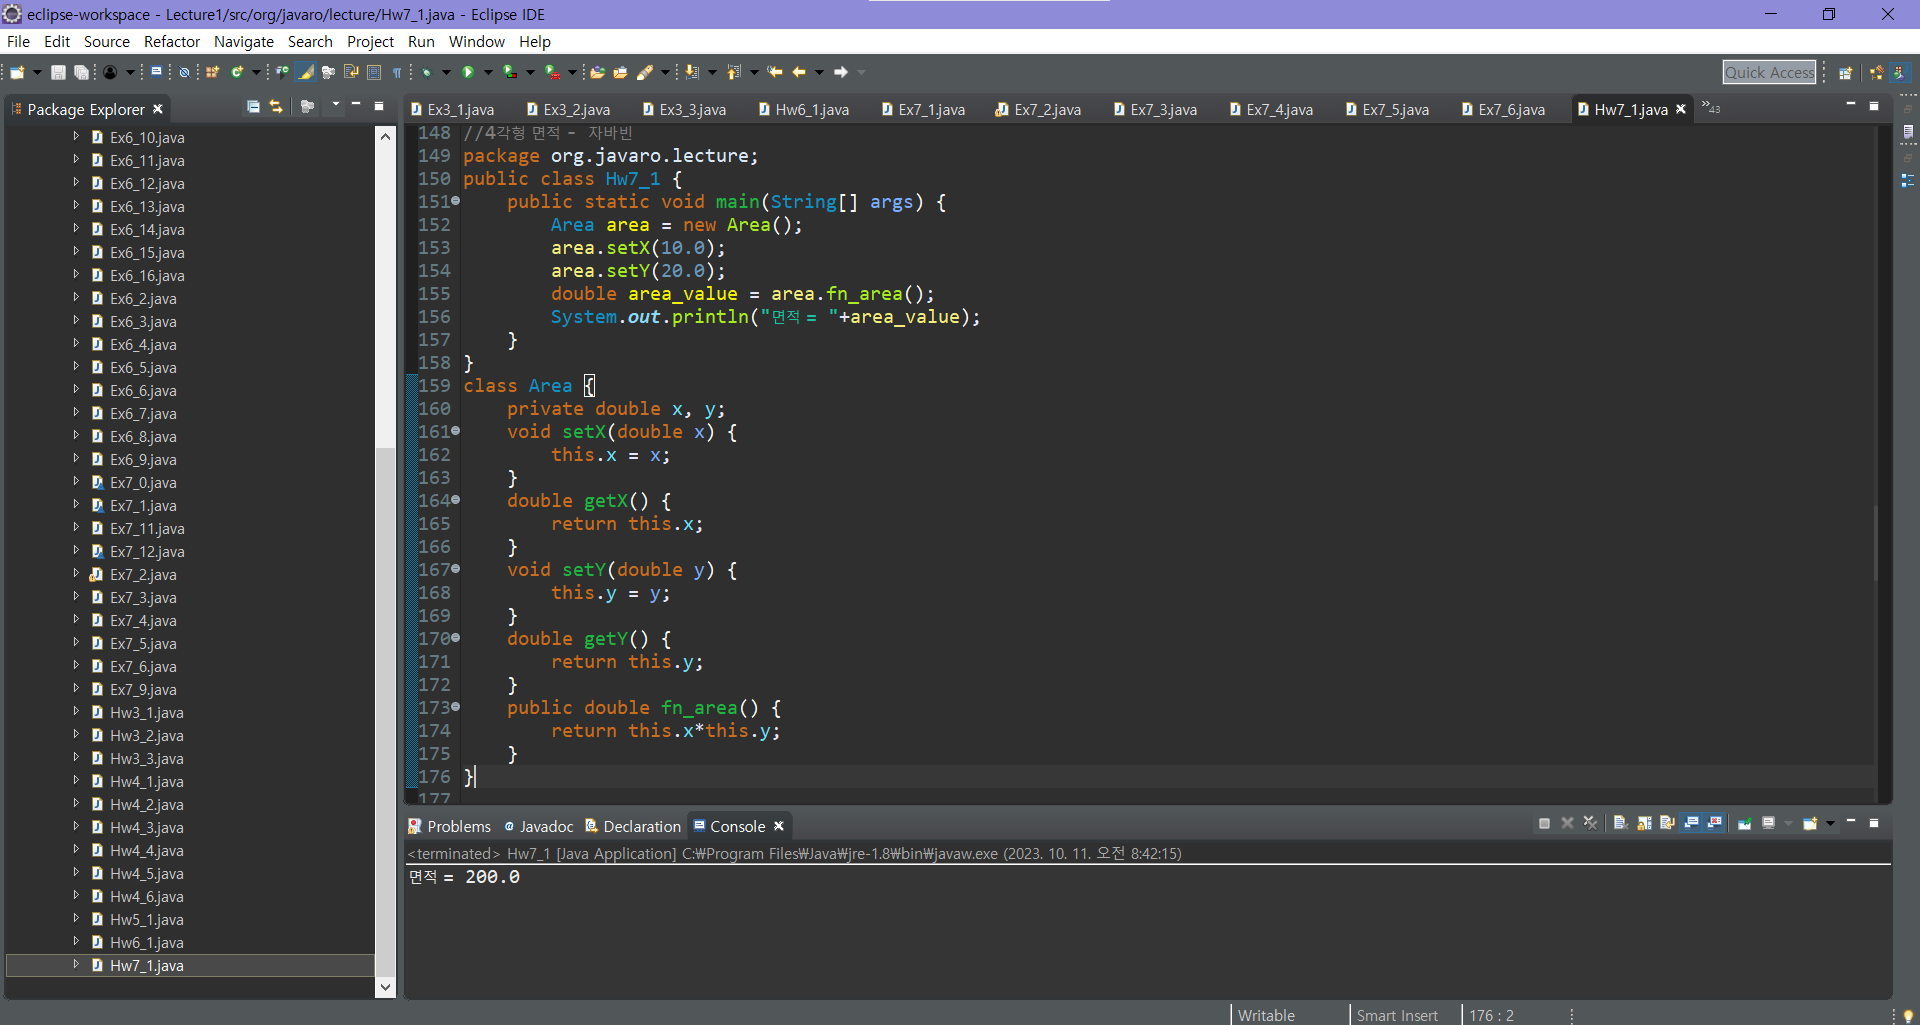 eclipse-workspace - Lecture1/src/org/javaro/lecture/Hw7_1.java - Eclipse IDE
File Edit Source Refactor Navigate Search Project Run Window Help
Quick Access
Package Explorer
Ex6_10.java
Ex6_11.java
Ex6_12.java
Ex6_13.java
Ex6_14.java
Ex6_15.java
Ex6_16.java
Ex6_2.java
Ex6_3.java
Ex6_4.java
Ex6_5.java
Ex6_6.java
Ex6_7.java
Ex6_8.java
Ex6_9.java
Ex7_0.java
Ex7_1.java
Ex7_11.java
Ex7_12.java
Ex7_2.java
Ex7_3.java
Ex7_4.java
Ex7_5.java
Ex7_6.java
Ex7_9.java
Hw3_1.java
Hw3_2.java
Hw3_3.java
Hw4_1.java
Hw4_2.java
Hw4_3.java
Hw4_4.java
Hw4_5.java
Hw4_6.java
Hw5_1.java
Hw6_1.java
Hw7_1.java
Ex3_1.java Ex3_2.java Ex3_3.java Hw6_1.java Ex7_1.java Ex7_2.java Ex7_3.java Ex7_4.java Ex7_5.java Ex7_6.java Hw7_1.java »43
148 //4각형 면적 - 자바빈
149 package org.javaro.lecture;
150 public class Hw7_1 {
151 public static void main(String[] args) {
152 Area area = new Area();
153 area.setX(10.0);
154 area.setY(20.0);
155 double area_value = area.fn_area();
156 System.out.println("면적 = "+area_value);
157 }
158 }
159 class Area {
160 private double x, y;
161 void setX(double x) {
162 this.x = x;
163 }
164 double getX() {
165 return this.x;
166 }
167 void setY(double y) {
168 this.y = y;
169 }
170 double getY() {
171 return this.y;
172 }
173 public double fn_area() {
174 return this.x*this.y;
175 }
176 }
177
Problems @ Javadoc Declaration Console
<terminated> Hw7_1 [Java Application] C:₩Program Files₩Java₩jre-1.8₩bin₩javaw.exe (2023. 10. 11. 오전 8:42:15)
면적 = 200.0
Writable Smart Insert 176 : 2